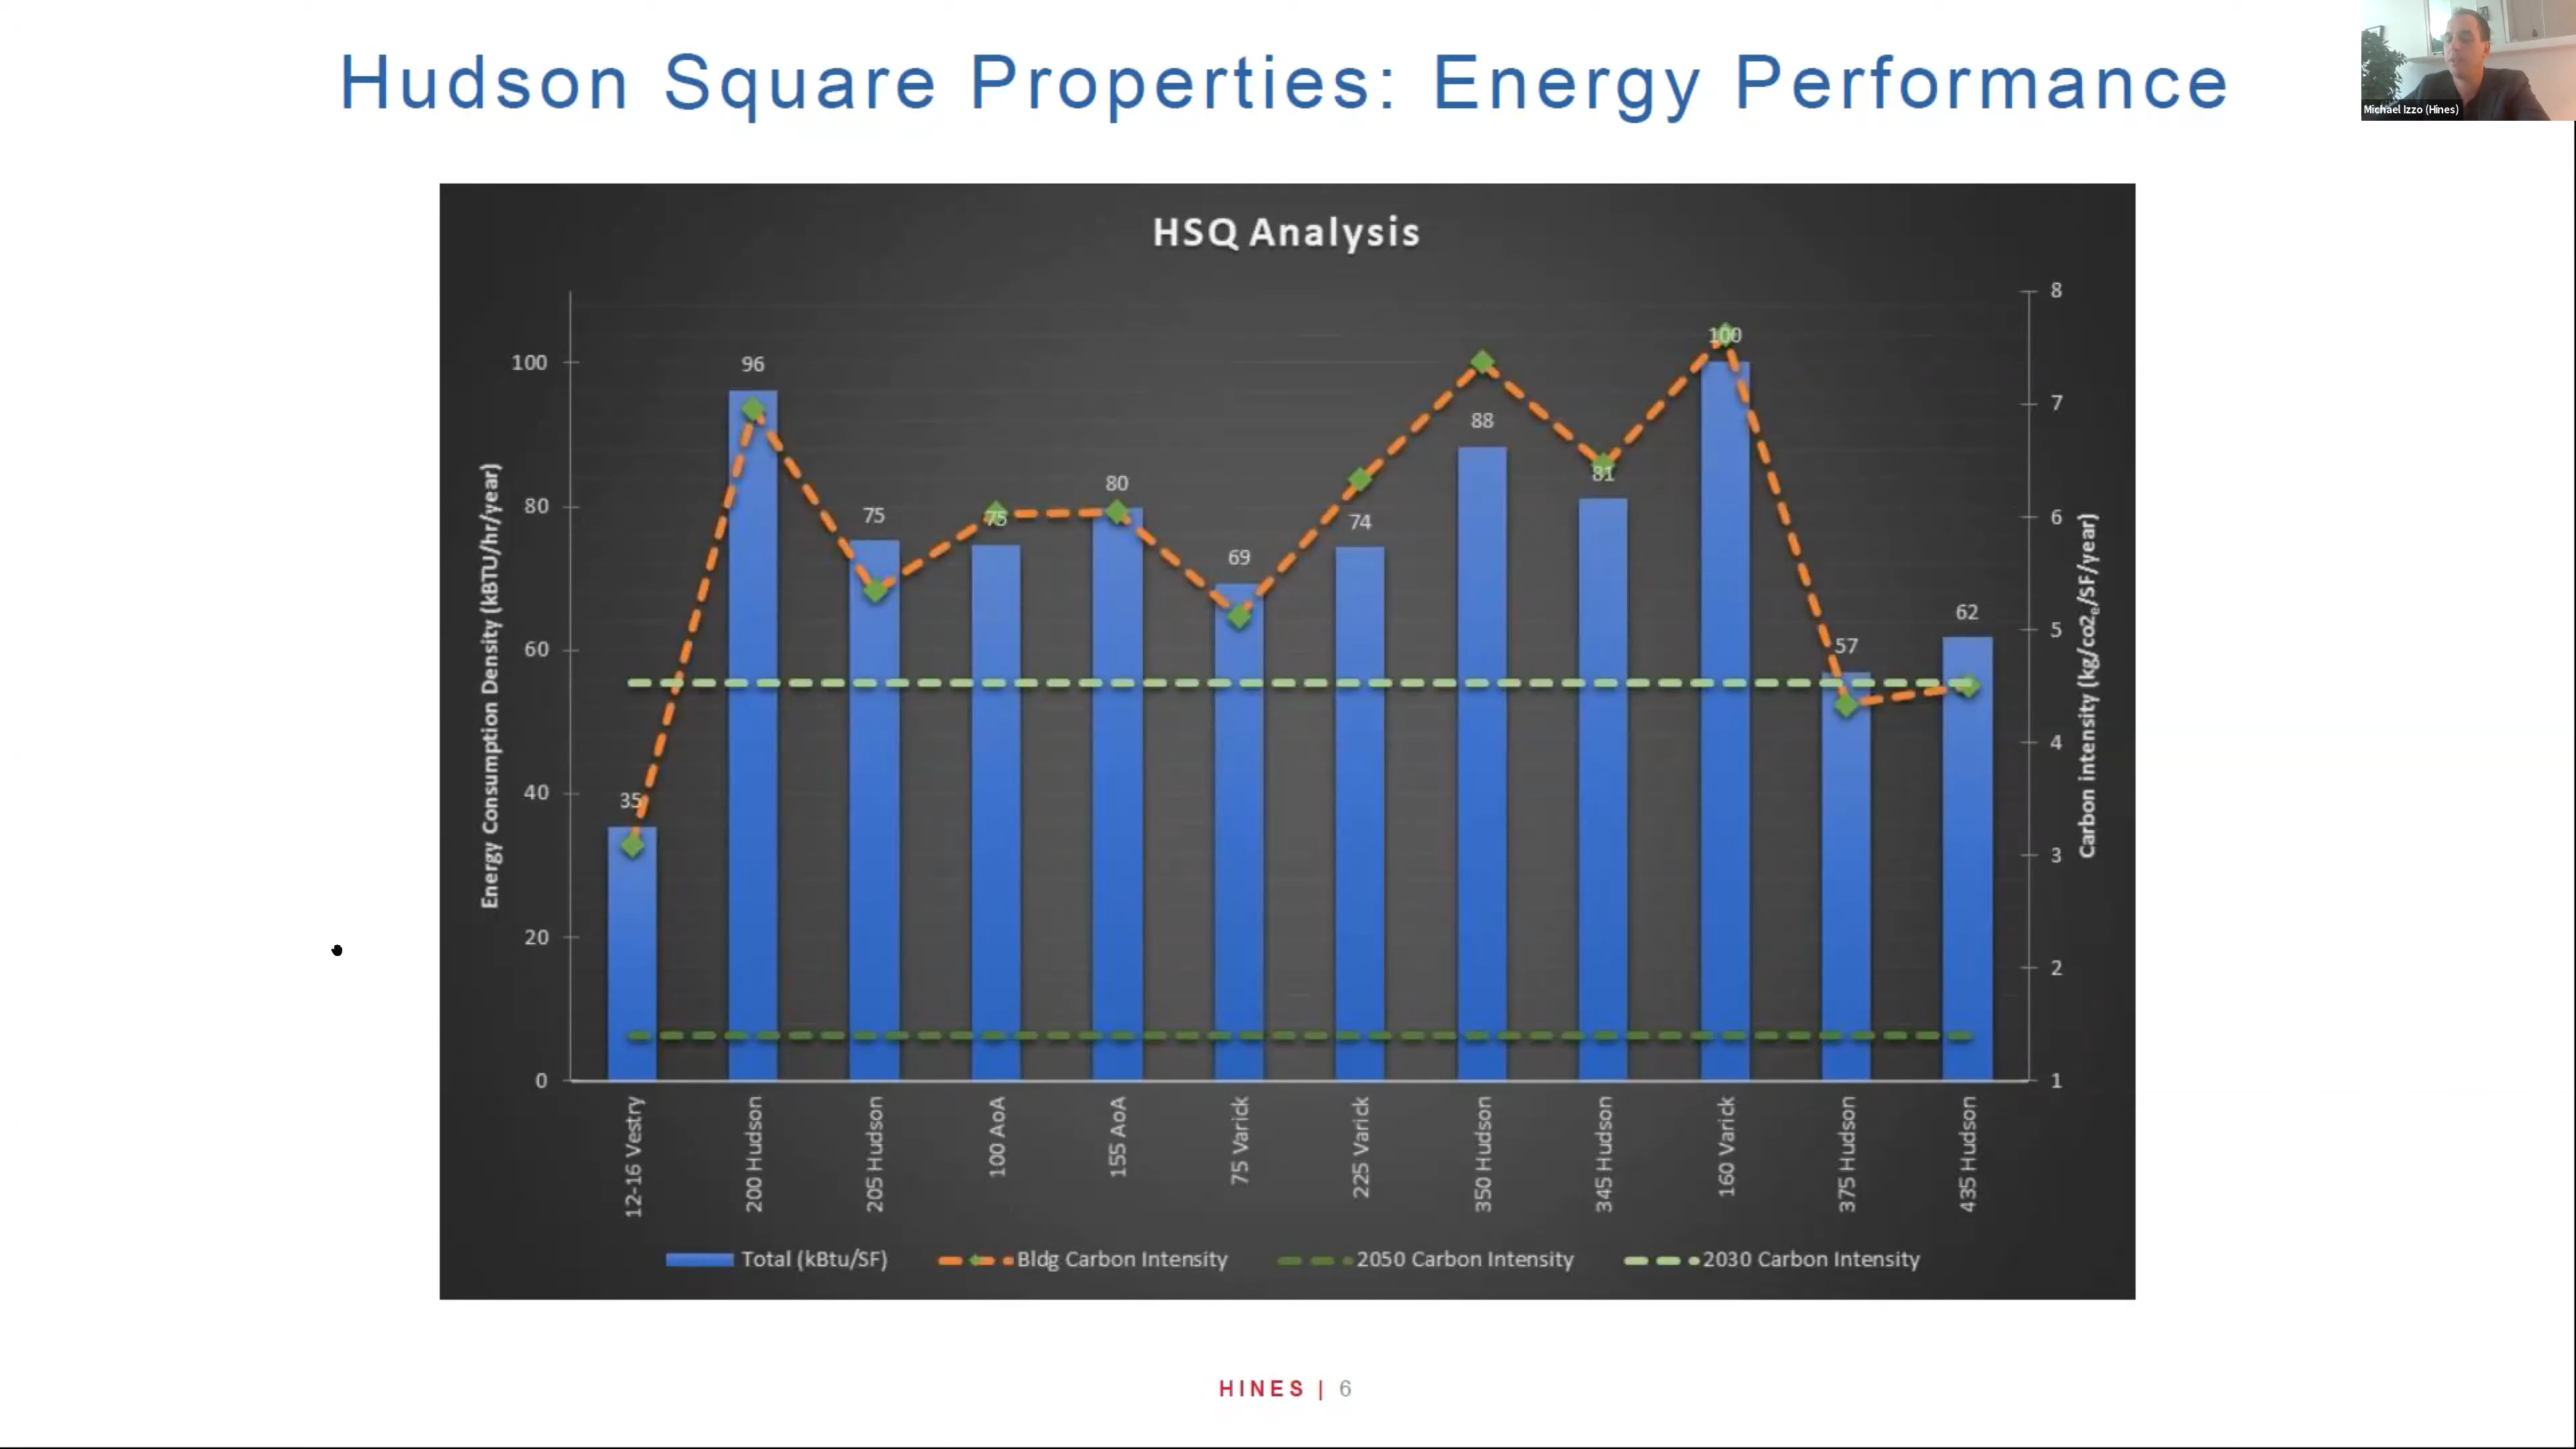 Hudson Square Properties: Energy Performance
Michael Izzo (Hines)
HSQ Analysis
Energy Consumption Density (kBTU/hr/year)
100
80
60
40
20
0
35
96
75
75
80
69
74
88
81
100
57
62
8
7
6
5
4
3
2
1
Carbon intensity (kg/co2e/SF/year)
12-16 Vestry
200 Hudson
205 Hudson
100 AoA
155 AoA
75 Varick
225 Varick
350 Hudson
345 Hudson
160 Varick
375 Hudson
435 Hudson
Total (kBtu/SF)
Bldg Carbon Intensity
2050 Carbon Intensity
2030 Carbon Intensity
HINES | 6